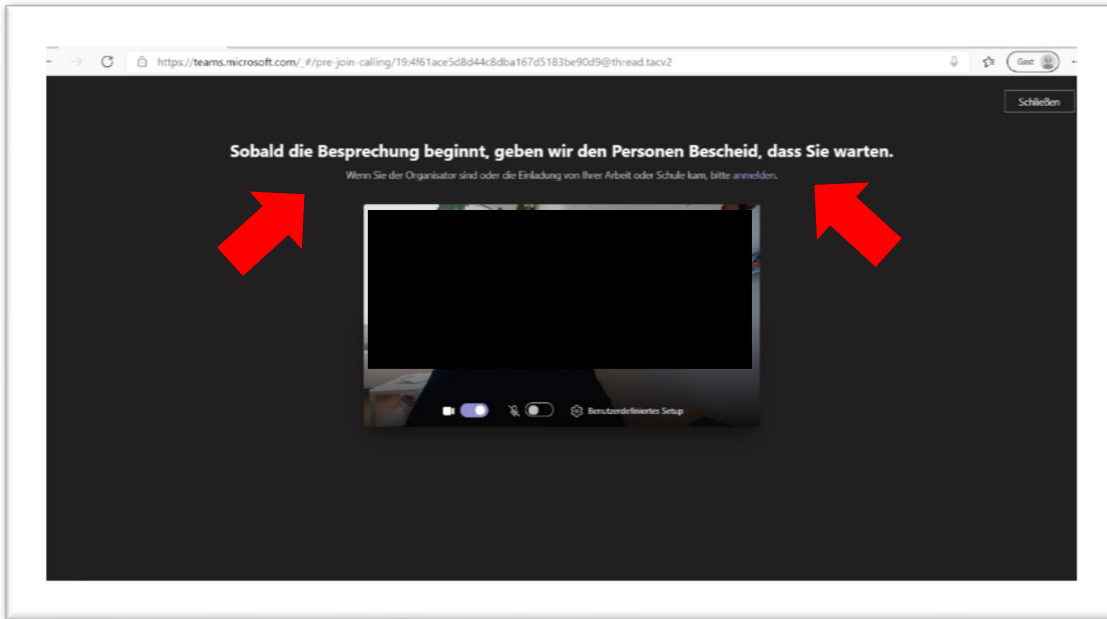 https://teams.microsoft.com/_#/pre-join-calling/19:4f61ace5d8d44c8dba167d5183be90d9@thread.tacv2
Gast
Schließen
Sobald die Besprechung beginnt, geben wir den Personen Bescheid, dass Sie warten.
Wenn Sie der Organisator sind oder die Einladung von Ihrer Arbeit oder Schule kam, bitte anmelden.
Benutzerdefiniertes Setup